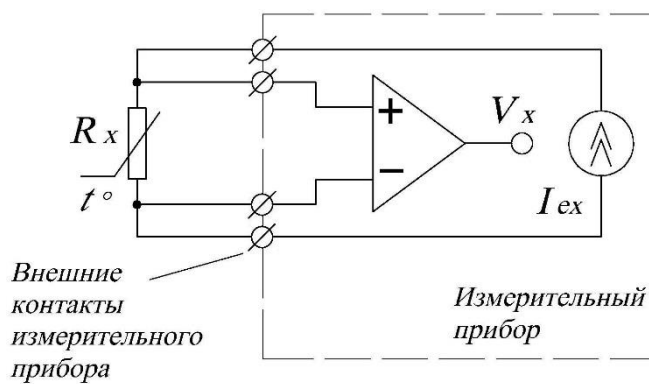 V x
+
R x
−
t°
I ex
Внешние
контакты
измерительного
прибора
Измерительный
прибор